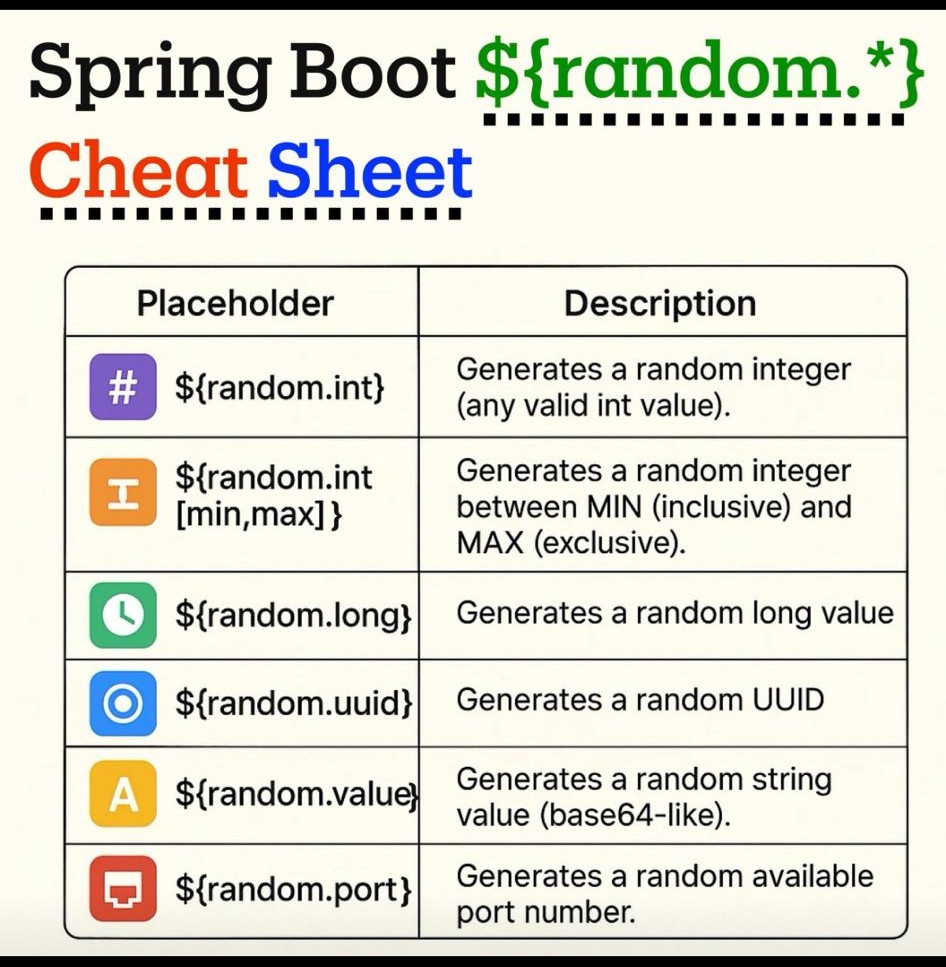 Spring Boot ${random.*}
Cheat Sheet
Placeholder
Description
# ${random.int}
Generates a random integer
(any valid int value).
${random.int
[min,max] }
Generates a random integer
between MIN (inclusive) and
MAX (exclusive).
${random.long}
Generates a random long value
${random.uuid}
Generates a random UUID
A ${random.value}
Generates a random string
value (base64-like).
${random.port}
Generates a random available
port number.